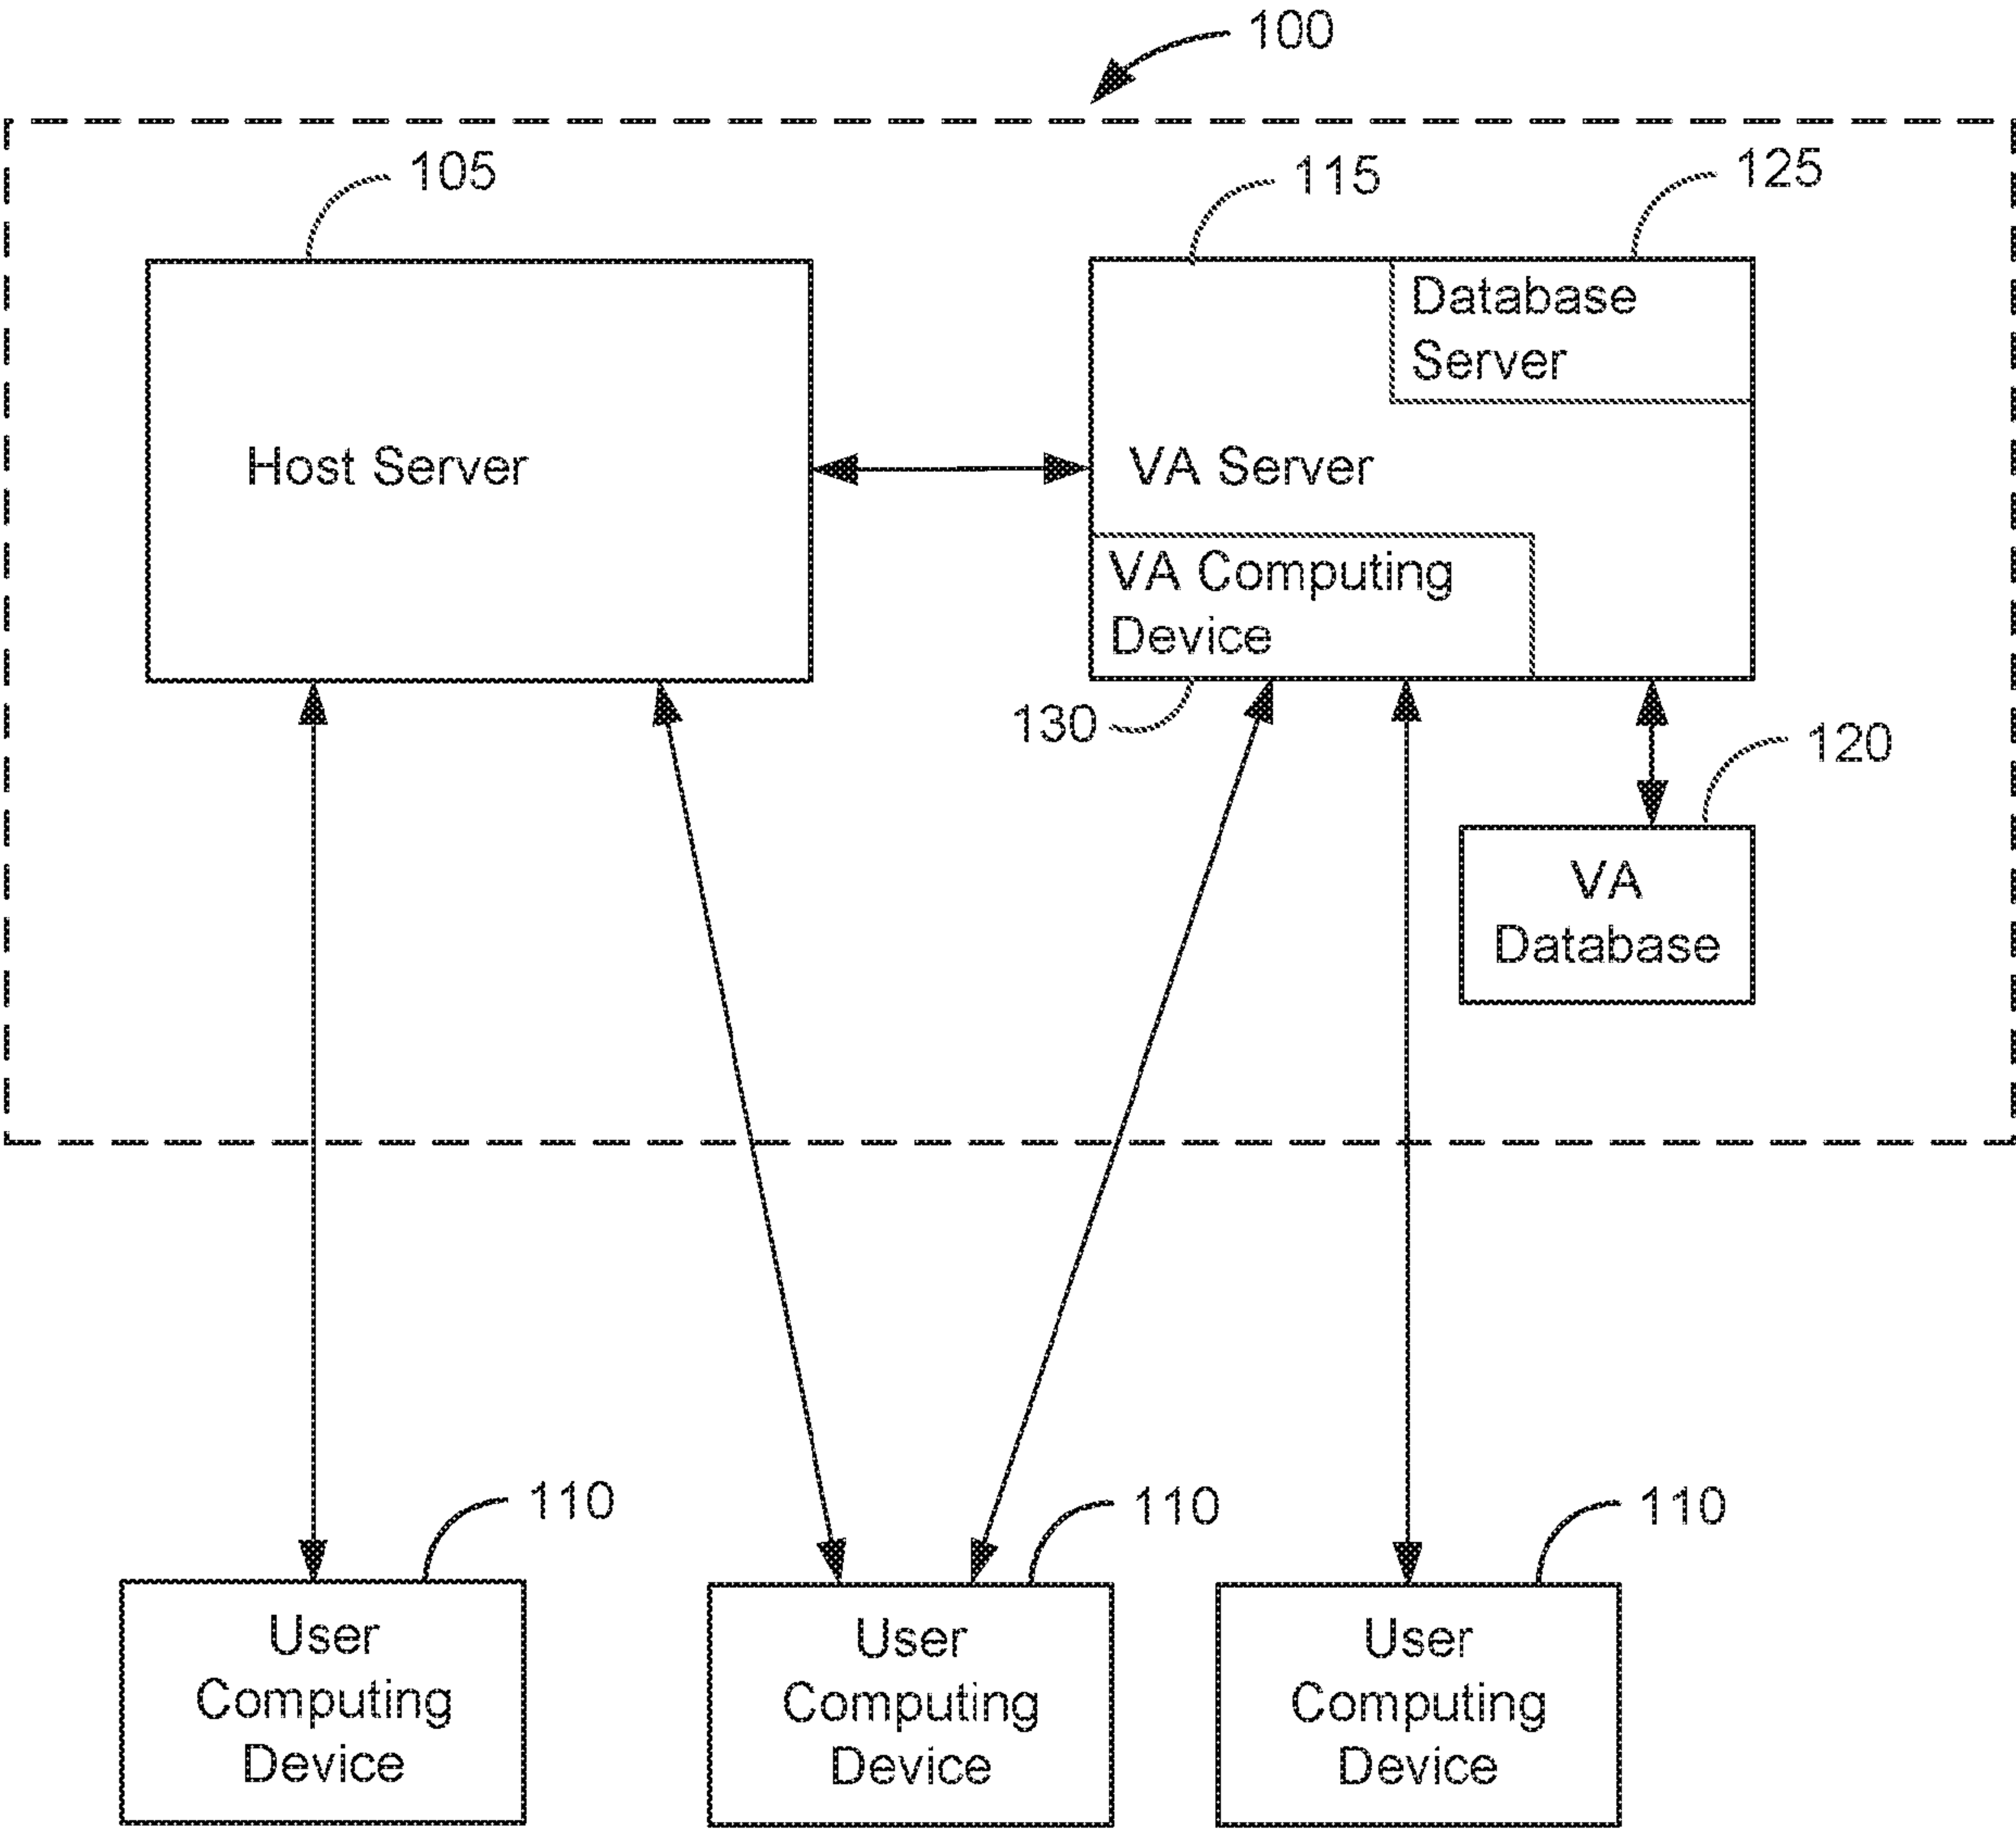 100
105
115
125
Database
Server
Host Server
VA Server
VA Computing
Device
130
120
VA
Database
110
110
110
User
Computing
Device
User
Computing
Device
User
Computing
Device